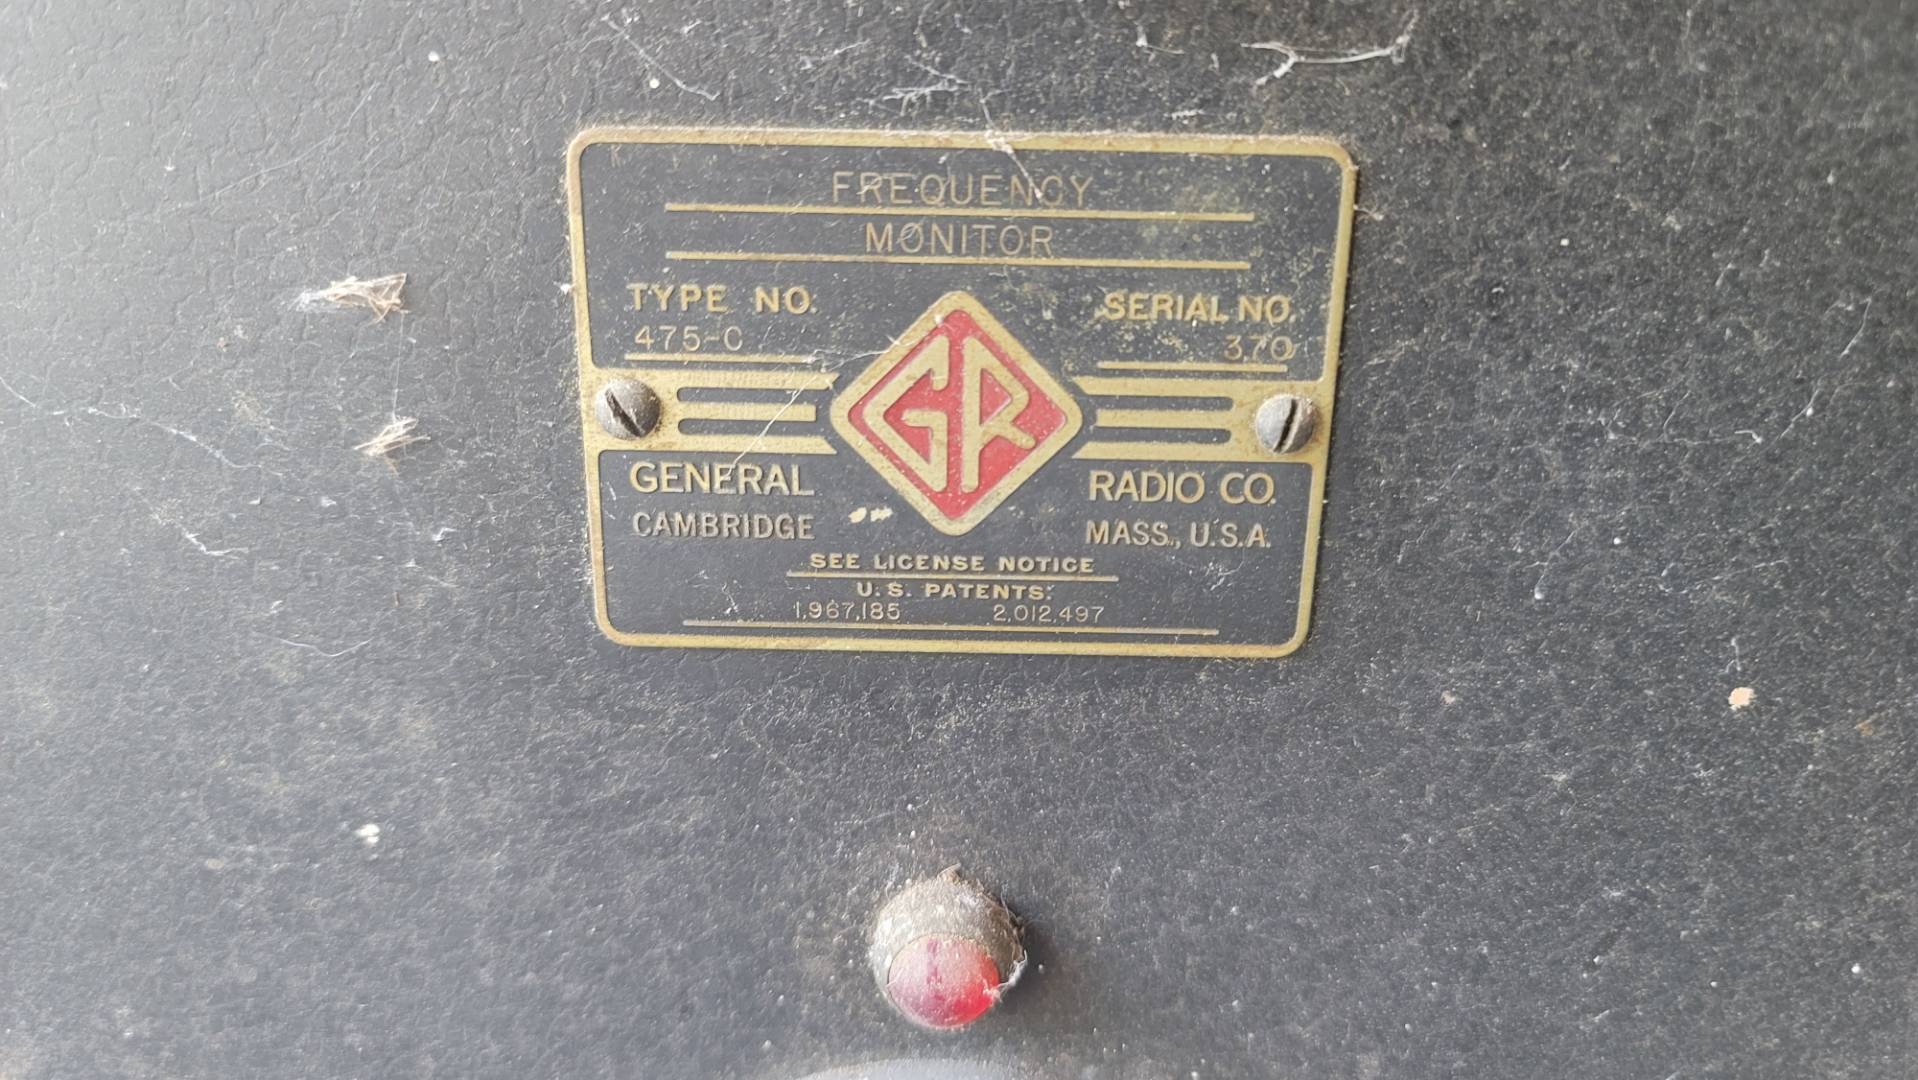 FREQUENCY
MONITOR
TYPE NO. SERIAL NO.
475-C 370
GR
GENERAL RADIO CO.
CAMBRIDGE MASS., U.S.A.
SEE LICENSE NOTICE
U.S. PATENTS:
1,967,185 2,012,497